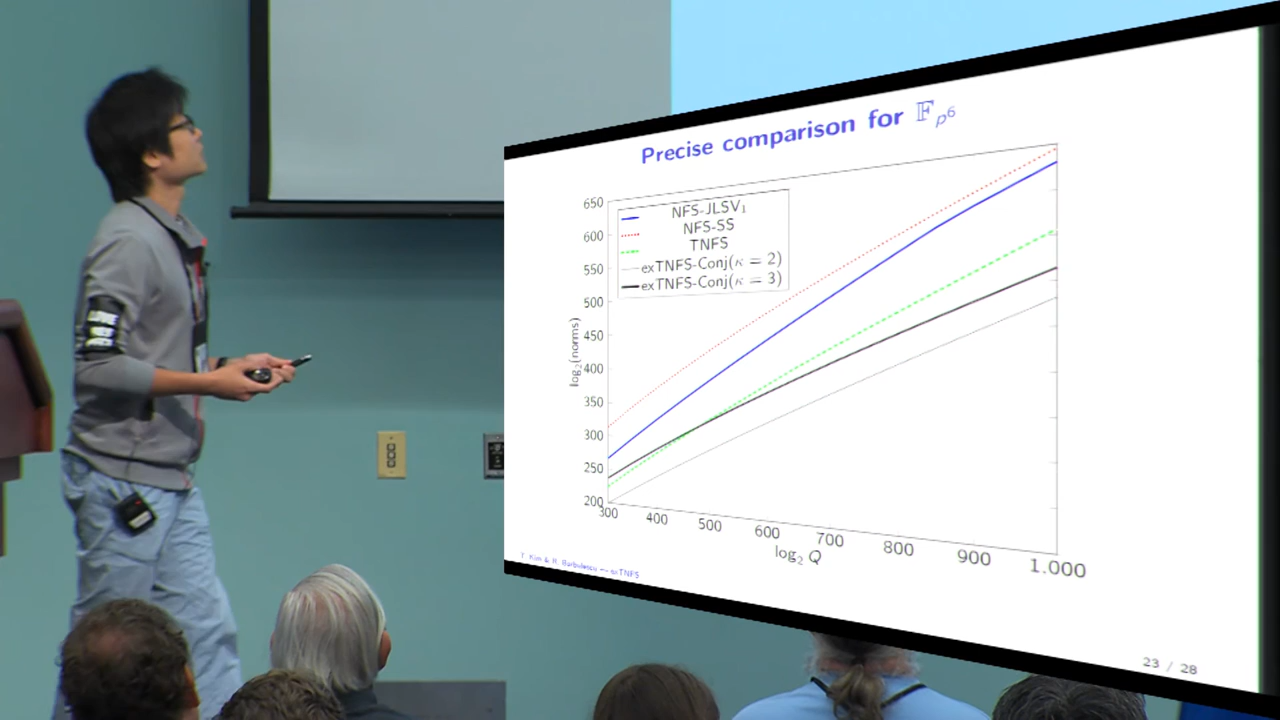 Precise comparison for 𝔽p⁶
650
600
550
500
450
400
350
300
250
200
log₂(norms)
NFS-JLSV₁
NFS-SS
TNFS
exTNFS-Conj(κ = 2)
exTNFS-Conj(κ = 3)
300 400 500 600 700 800 900 1.000
log₂ Q
T. Kim & R. Barbulescu — exTNFS
23 / 28